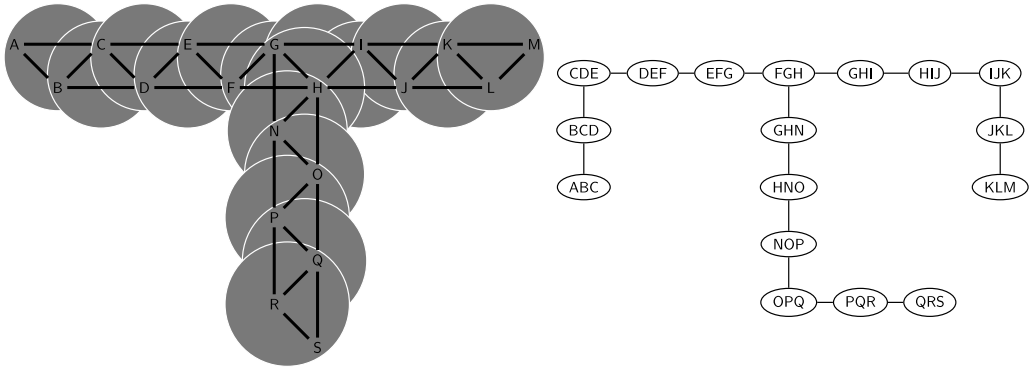 A C E G I K M
B D F H J L
N
O
P
Q
R
S
CDE DEF EFG FGH GHI HIJ IJK
BCD GHN JKL
ABC HNO KLM
NOP
OPQ PQR QRS